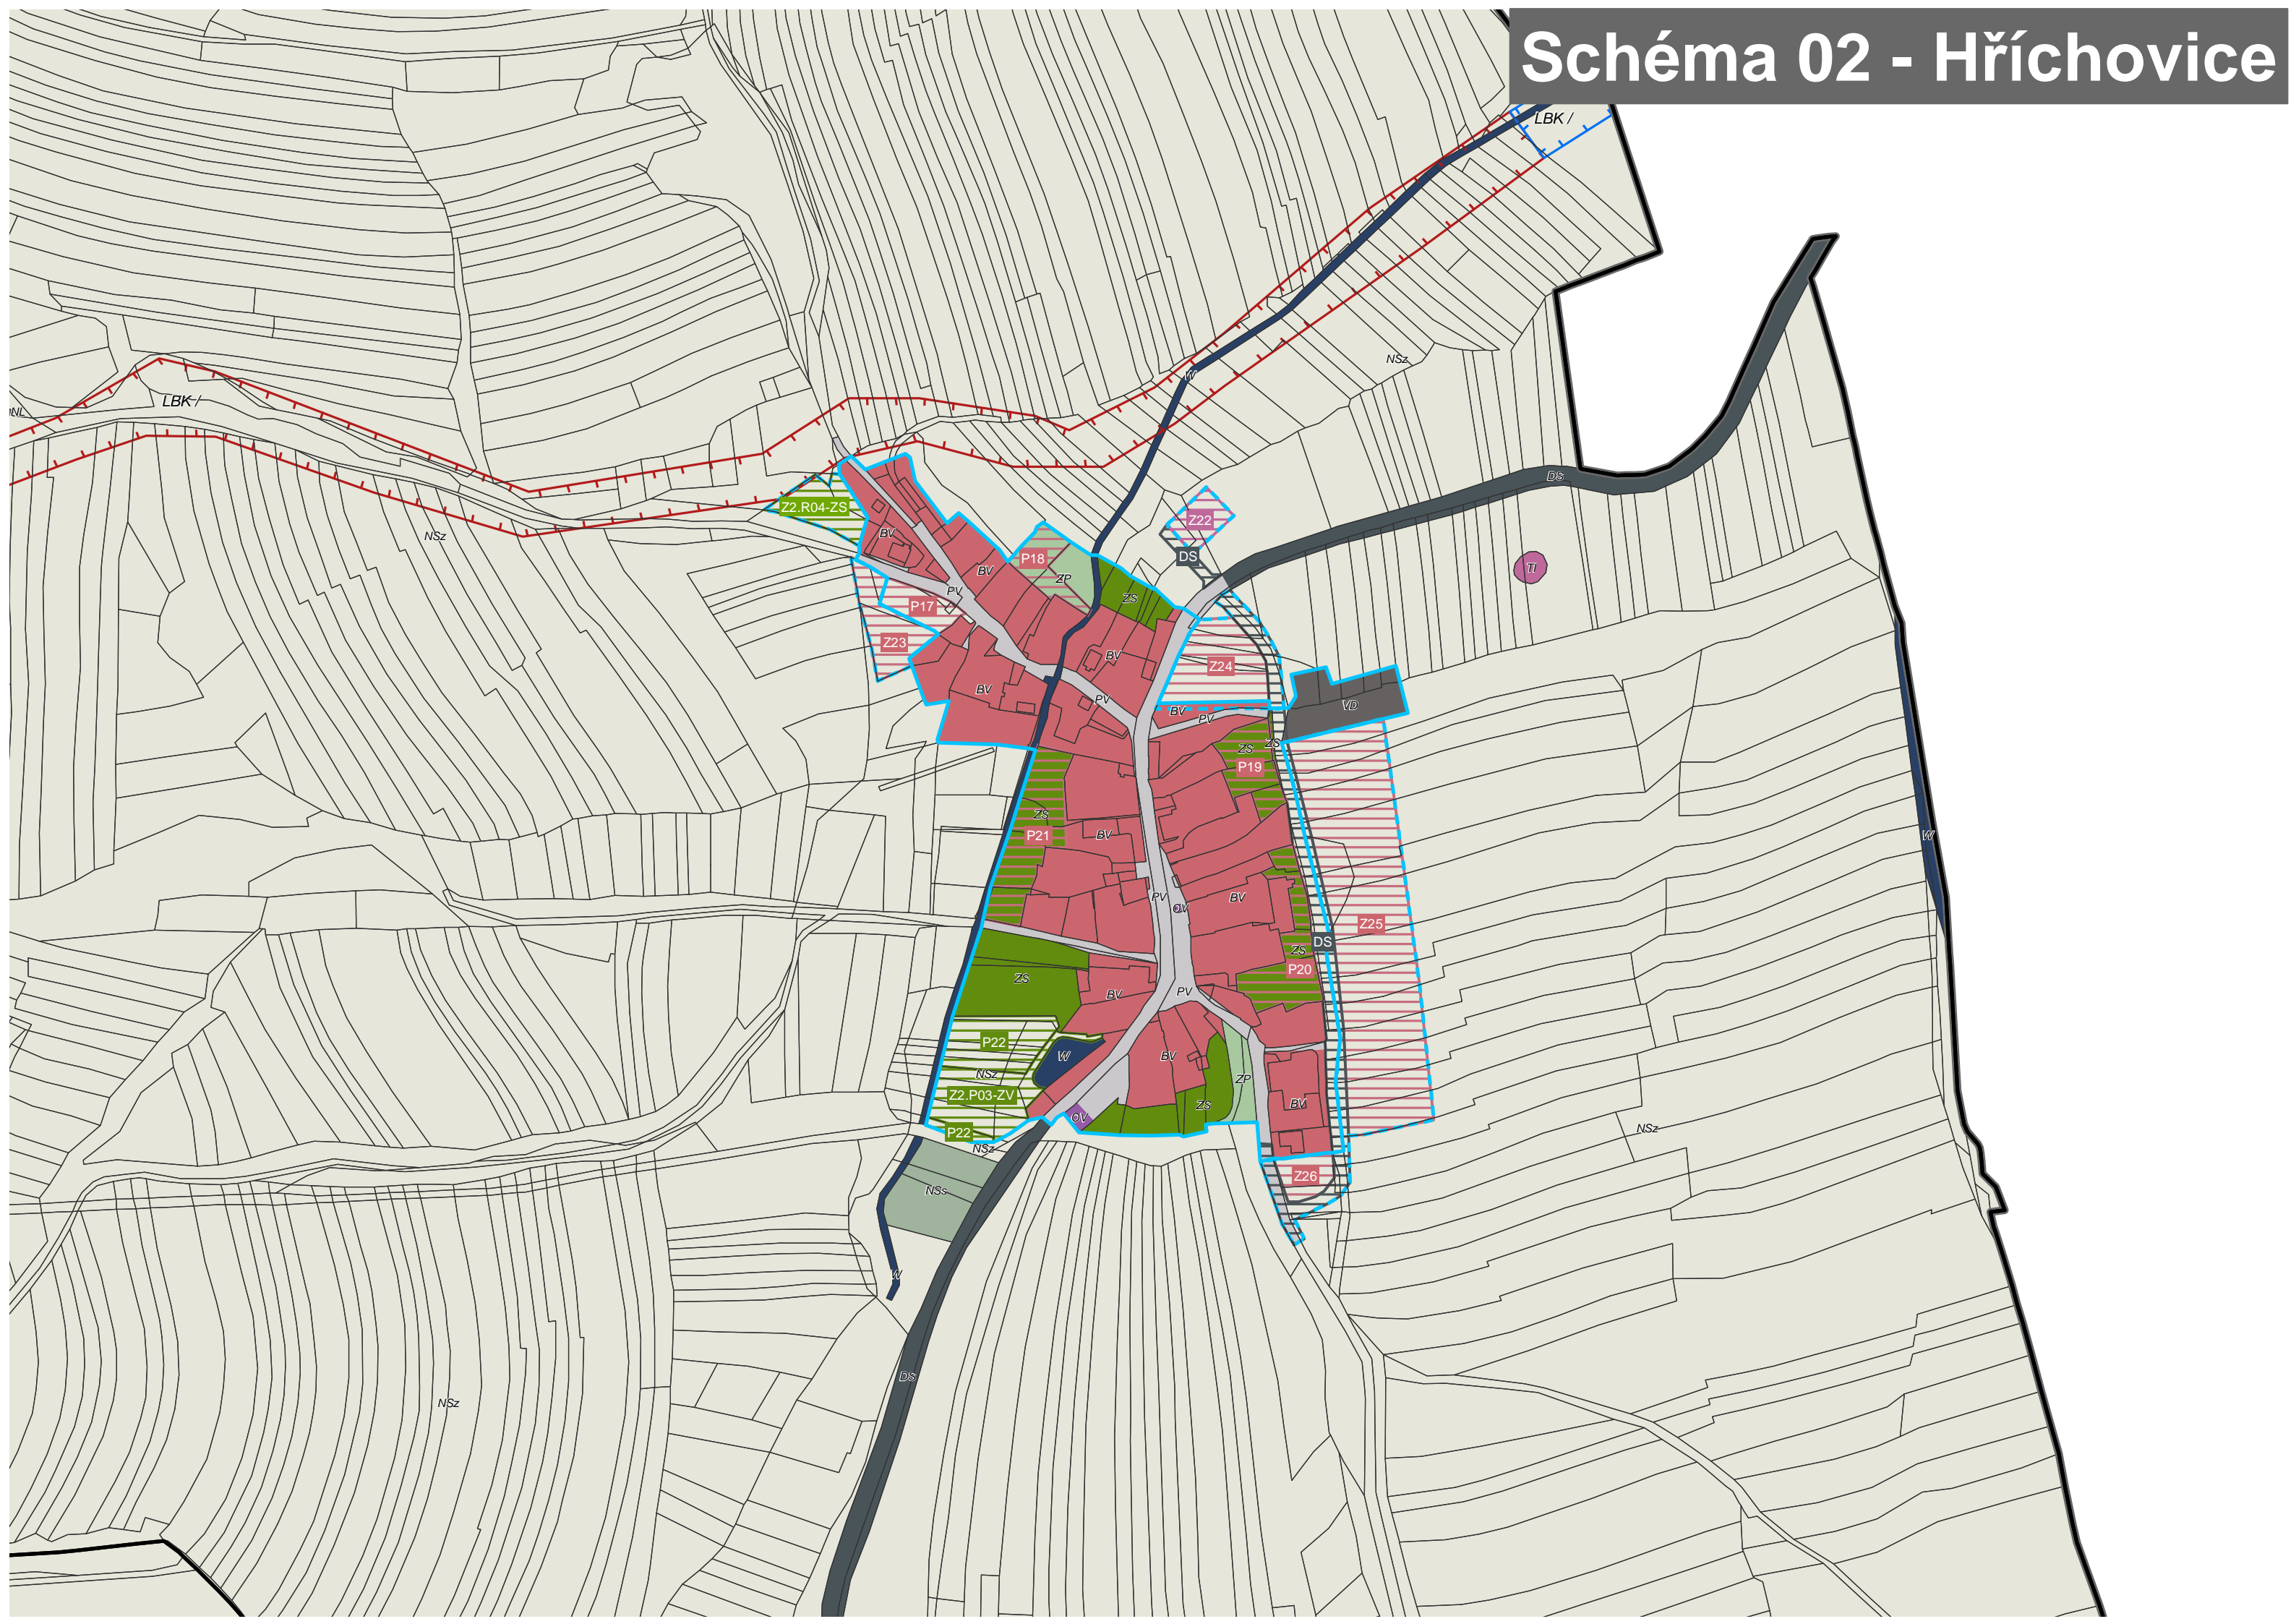 Schéma 02 - Hříchovice
LBK /
NSz
W
LBK /
NL
DS
Z2.R04-ZS
Z22
BV
NSz
DS
P18
TI
BV
ZP
PV
ZS
P17
Z23
BV
Z24
BV
PV
VD
BV
PV
ZS
ZS
P19
ZS
P21
BV
W
PV
BV
OV
Z25
DS
ZS
P20
ZS
PV
BV
P22
W
BV
NSz
ZP
Z2.P03-ZV
BV
ZS
OV
P22
NSz
NSz
Z26
NSs
W
DS
NSz